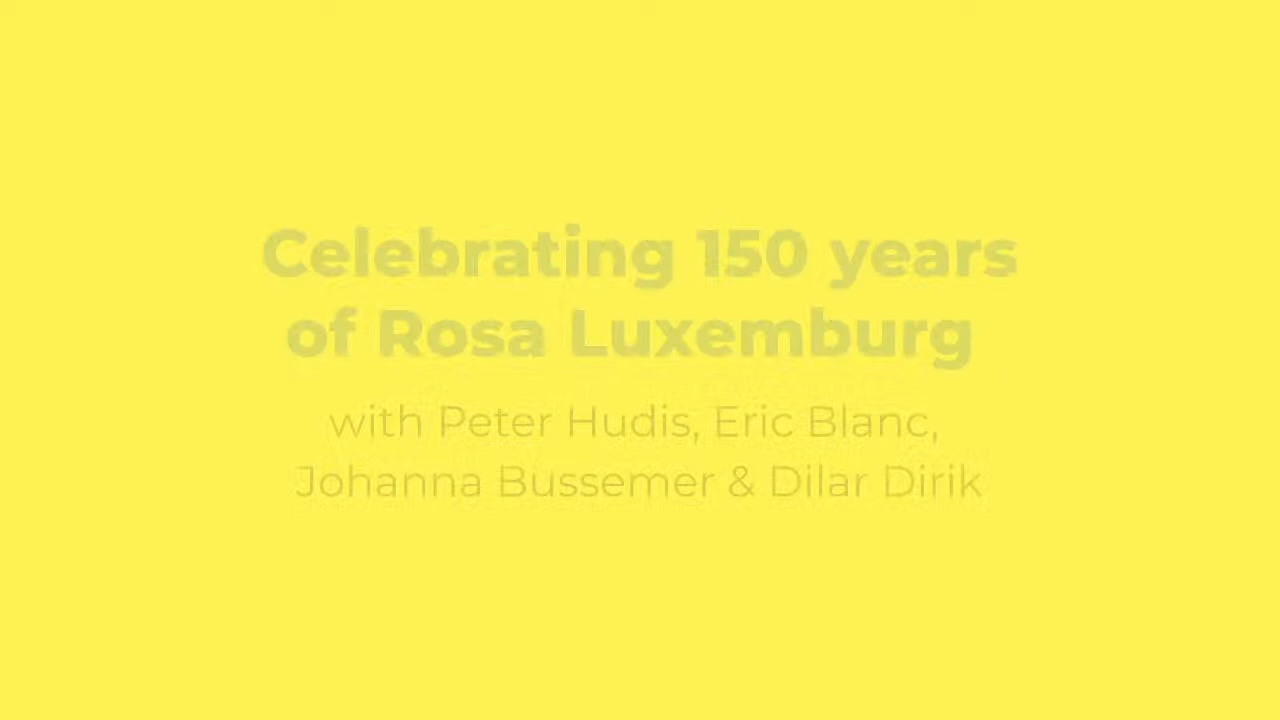 Celebrating 150 years
of Rosa Luxemburg
with Peter Hudis, Eric Blanc,
Johanna Bussemer & Dilar Dirik